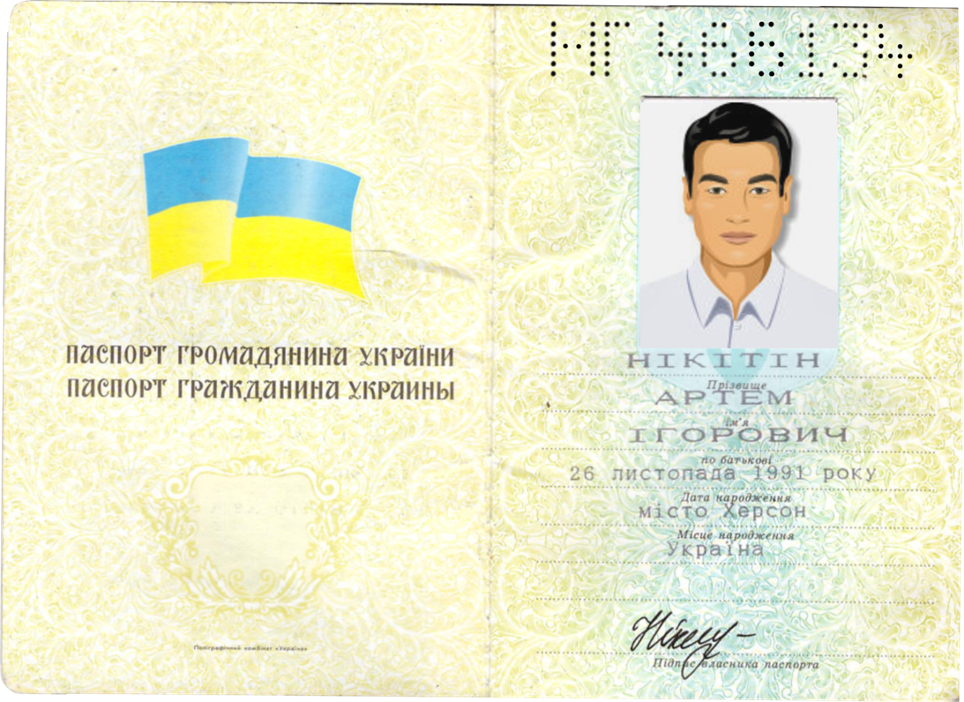 ПАСПОРТ ГРОМАДЯНИНА УКРАЇНИ
ПАСПОРТ ГРАЖДАНИНА УКРАИНЫ
Поліграфічний комбінат «Україна»
МГ 466134
НІКІТІН
Прізвище
АРТЕМ
ім'я
ІГОРОВИЧ
по батькові
26 листопада 1991 року
Дата народження
місто Херсон
Місце народження
Україна
Підпис власника паспорта